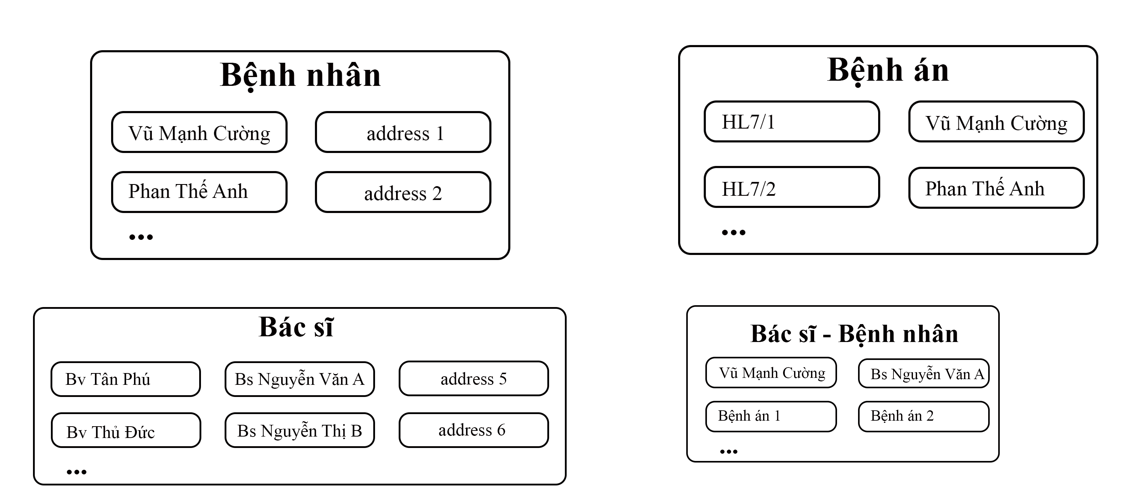 Bệnh nhân
Vũ Mạnh Cường address 1
Phan Thế Anh address 2
...
Bệnh án
HL7/1 Vũ Mạnh Cường
HL7/2 Phan Thế Anh
...
Bác sĩ
Bv Tân Phú Bs Nguyễn Văn A address 5
Bv Thủ Đức Bs Nguyễn Thị B address 6
...
Bác sĩ - Bệnh nhân
Vũ Mạnh Cường Bs Nguyễn Văn A
Bệnh án 1 Bệnh án 2
...